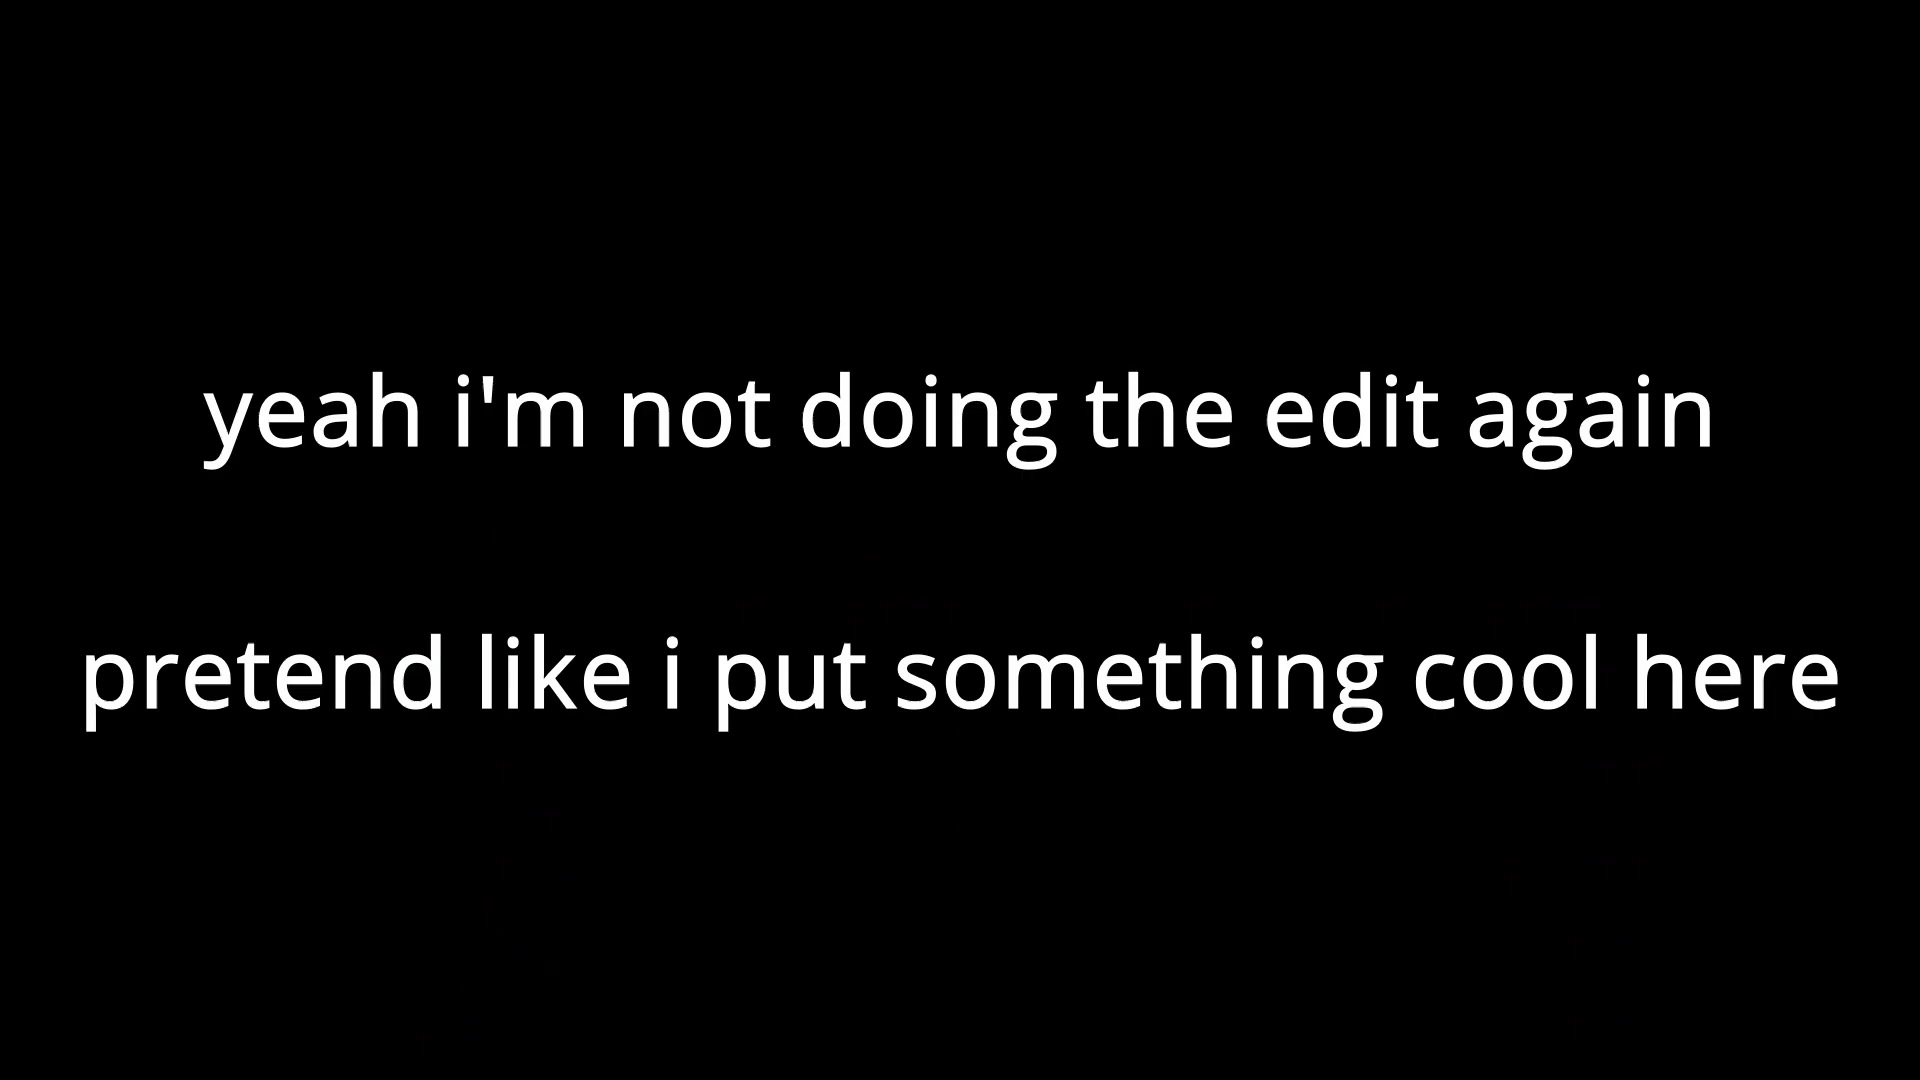 yeah i'm not doing the edit again
pretend like i put something cool here